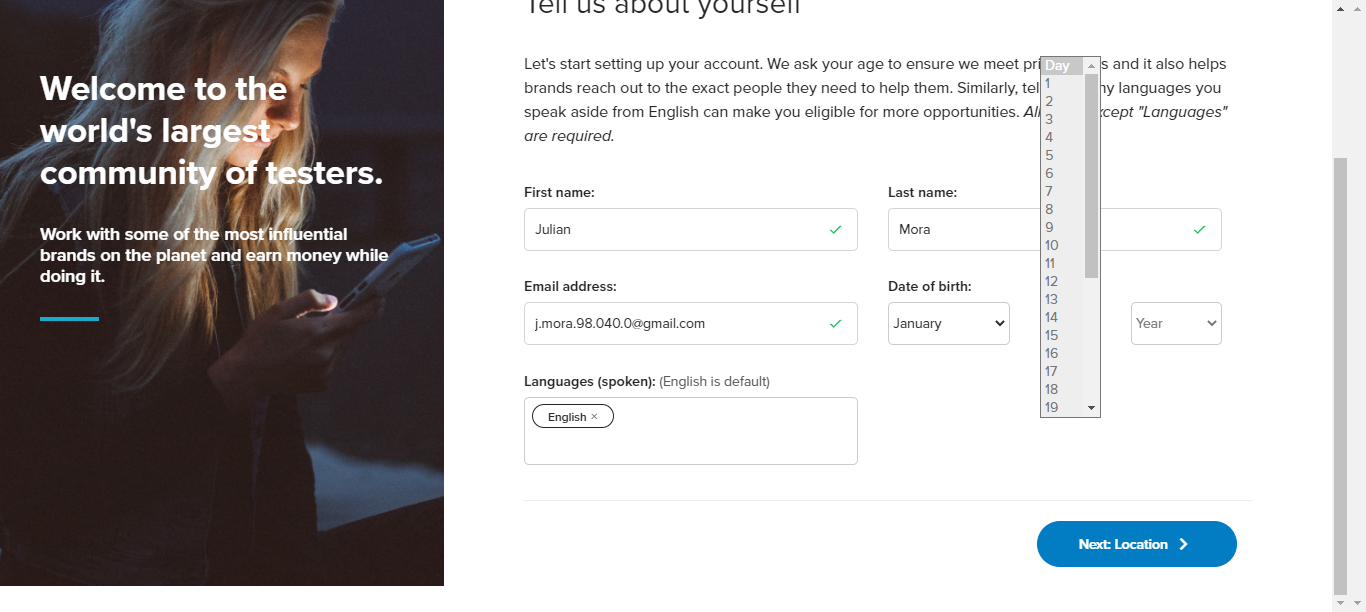 Tell us about yourself
Welcome to the
world's largest
community of testers.
Work with some of the most influential
brands on the planet and earn money while
doing it.
Let's start setting up your account. We ask your age to ensure we meet pri s and it also helps
brands reach out to the exact people they need to help them. Similarly, tel ny languages you
speak aside from English can make you eligible for more opportunities. Al cept "Languages"
are required.
First name:
Julian
Last name:
Mora
Email address:
j.mora.98.040.0@gmail.com
Date of birth:
January
Day
1
2
3
4
5
6
7
8
9
10
11
12
13
14
15
16
17
18
19
Year
Languages (spoken): (English is default)
English ×
Next: Location